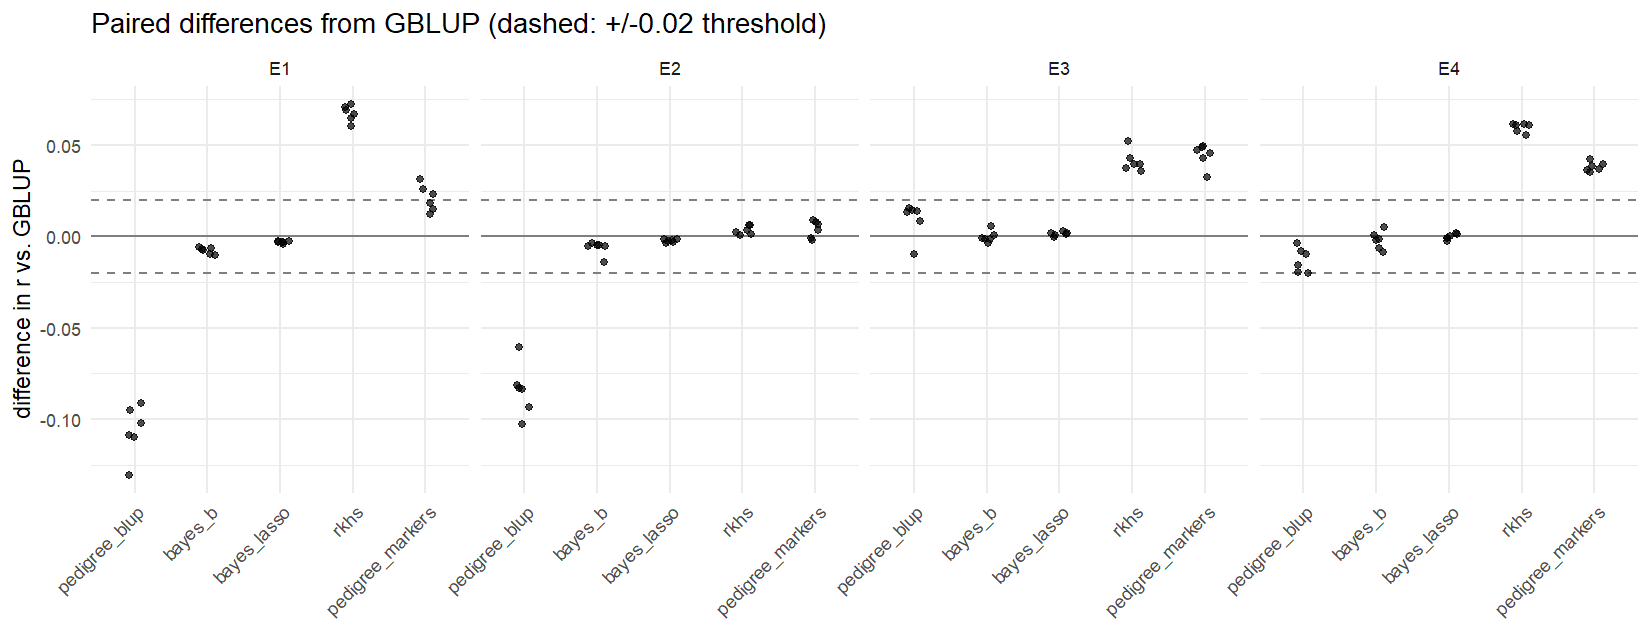 Paired differences from GBLUP (dashed: +/-0.02 threshold)
E1 E2 E3 E4
difference in r vs. GBLUP
0.05
0.00
-0.05
-0.10
pedigree_blup bayes_b bayes_lasso rkhs pedigree_markers pedigree_blup bayes_b bayes_lasso rkhs pedigree_markers pedigree_blup bayes_b bayes_lasso rkhs pedigree_markers pedigree_blup bayes_b bayes_lasso rkhs pedigree_markers